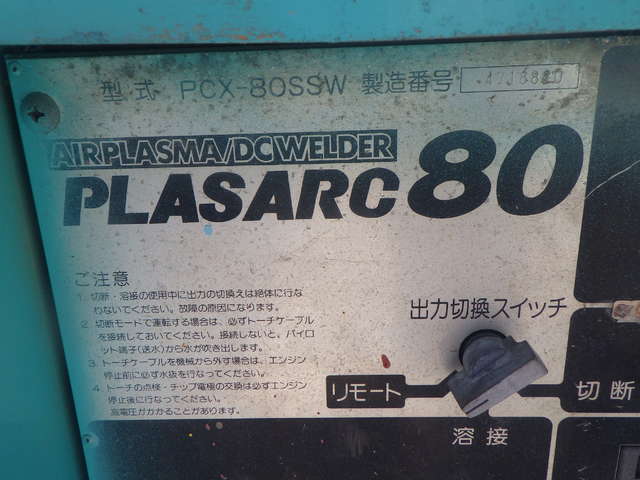 型式 PCX-80SSW 製造番号
AIRPLASMA/DC WELDER
PLASARC 80
ご注意
1. 切断・溶接の使用中に出力の切換えは絶体に行な
わないでください。故障の原因になります。
2. 切断モードで運転する場合は、必ずトーチケーブル
を接続しておいてください。接続しないと、パイロ
ット端子(送水)から水が吹き出します。
3. トーチケーブルを機械から外す場合は、エンジン
停止前に必ず水抜を行なってください。
4. トーチの点検・チップ電極の交換は必ずエンジン
停止後に行なってください。
高電圧がかかることがあります。
出力切換スイッチ
リモート
切断
溶接